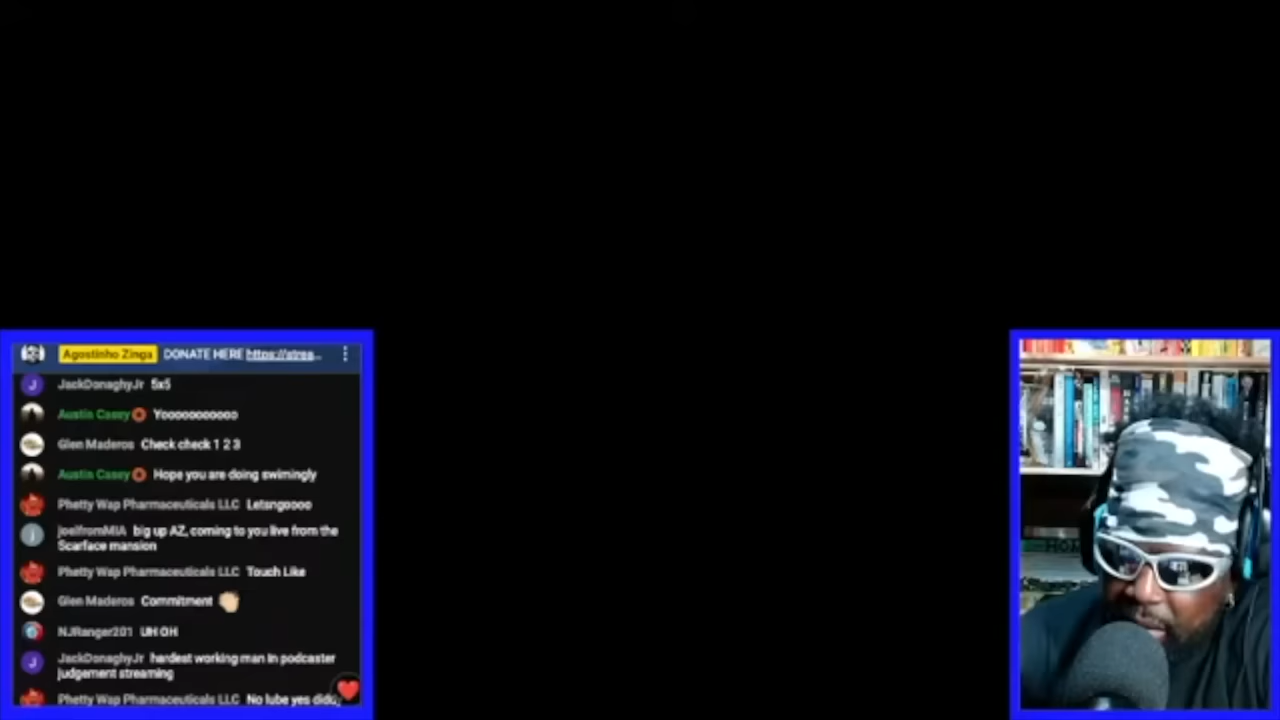 Agostinho Zinga DONATE HERE https://strea...
JackDonaghyJr 5x5
Austin Casey Yooooooooooo
Glen Maderos Check check 1 2 3
Austin Casey Hope you are doing swimingly
Phetty Wap Pharmaceuticals LLC Letsngoooo
joelfromMIA big up AZ, coming to you live from the
Scarface mansion
Phetty Wap Pharmaceuticals LLC Touch Like
Glen Maderos Commitment
NJRanger201 UH OH
JackDonaghyJr hardest working man in podcaster
judgement streaming
Phetty Wap Pharmaceuticals LLC No lube yes